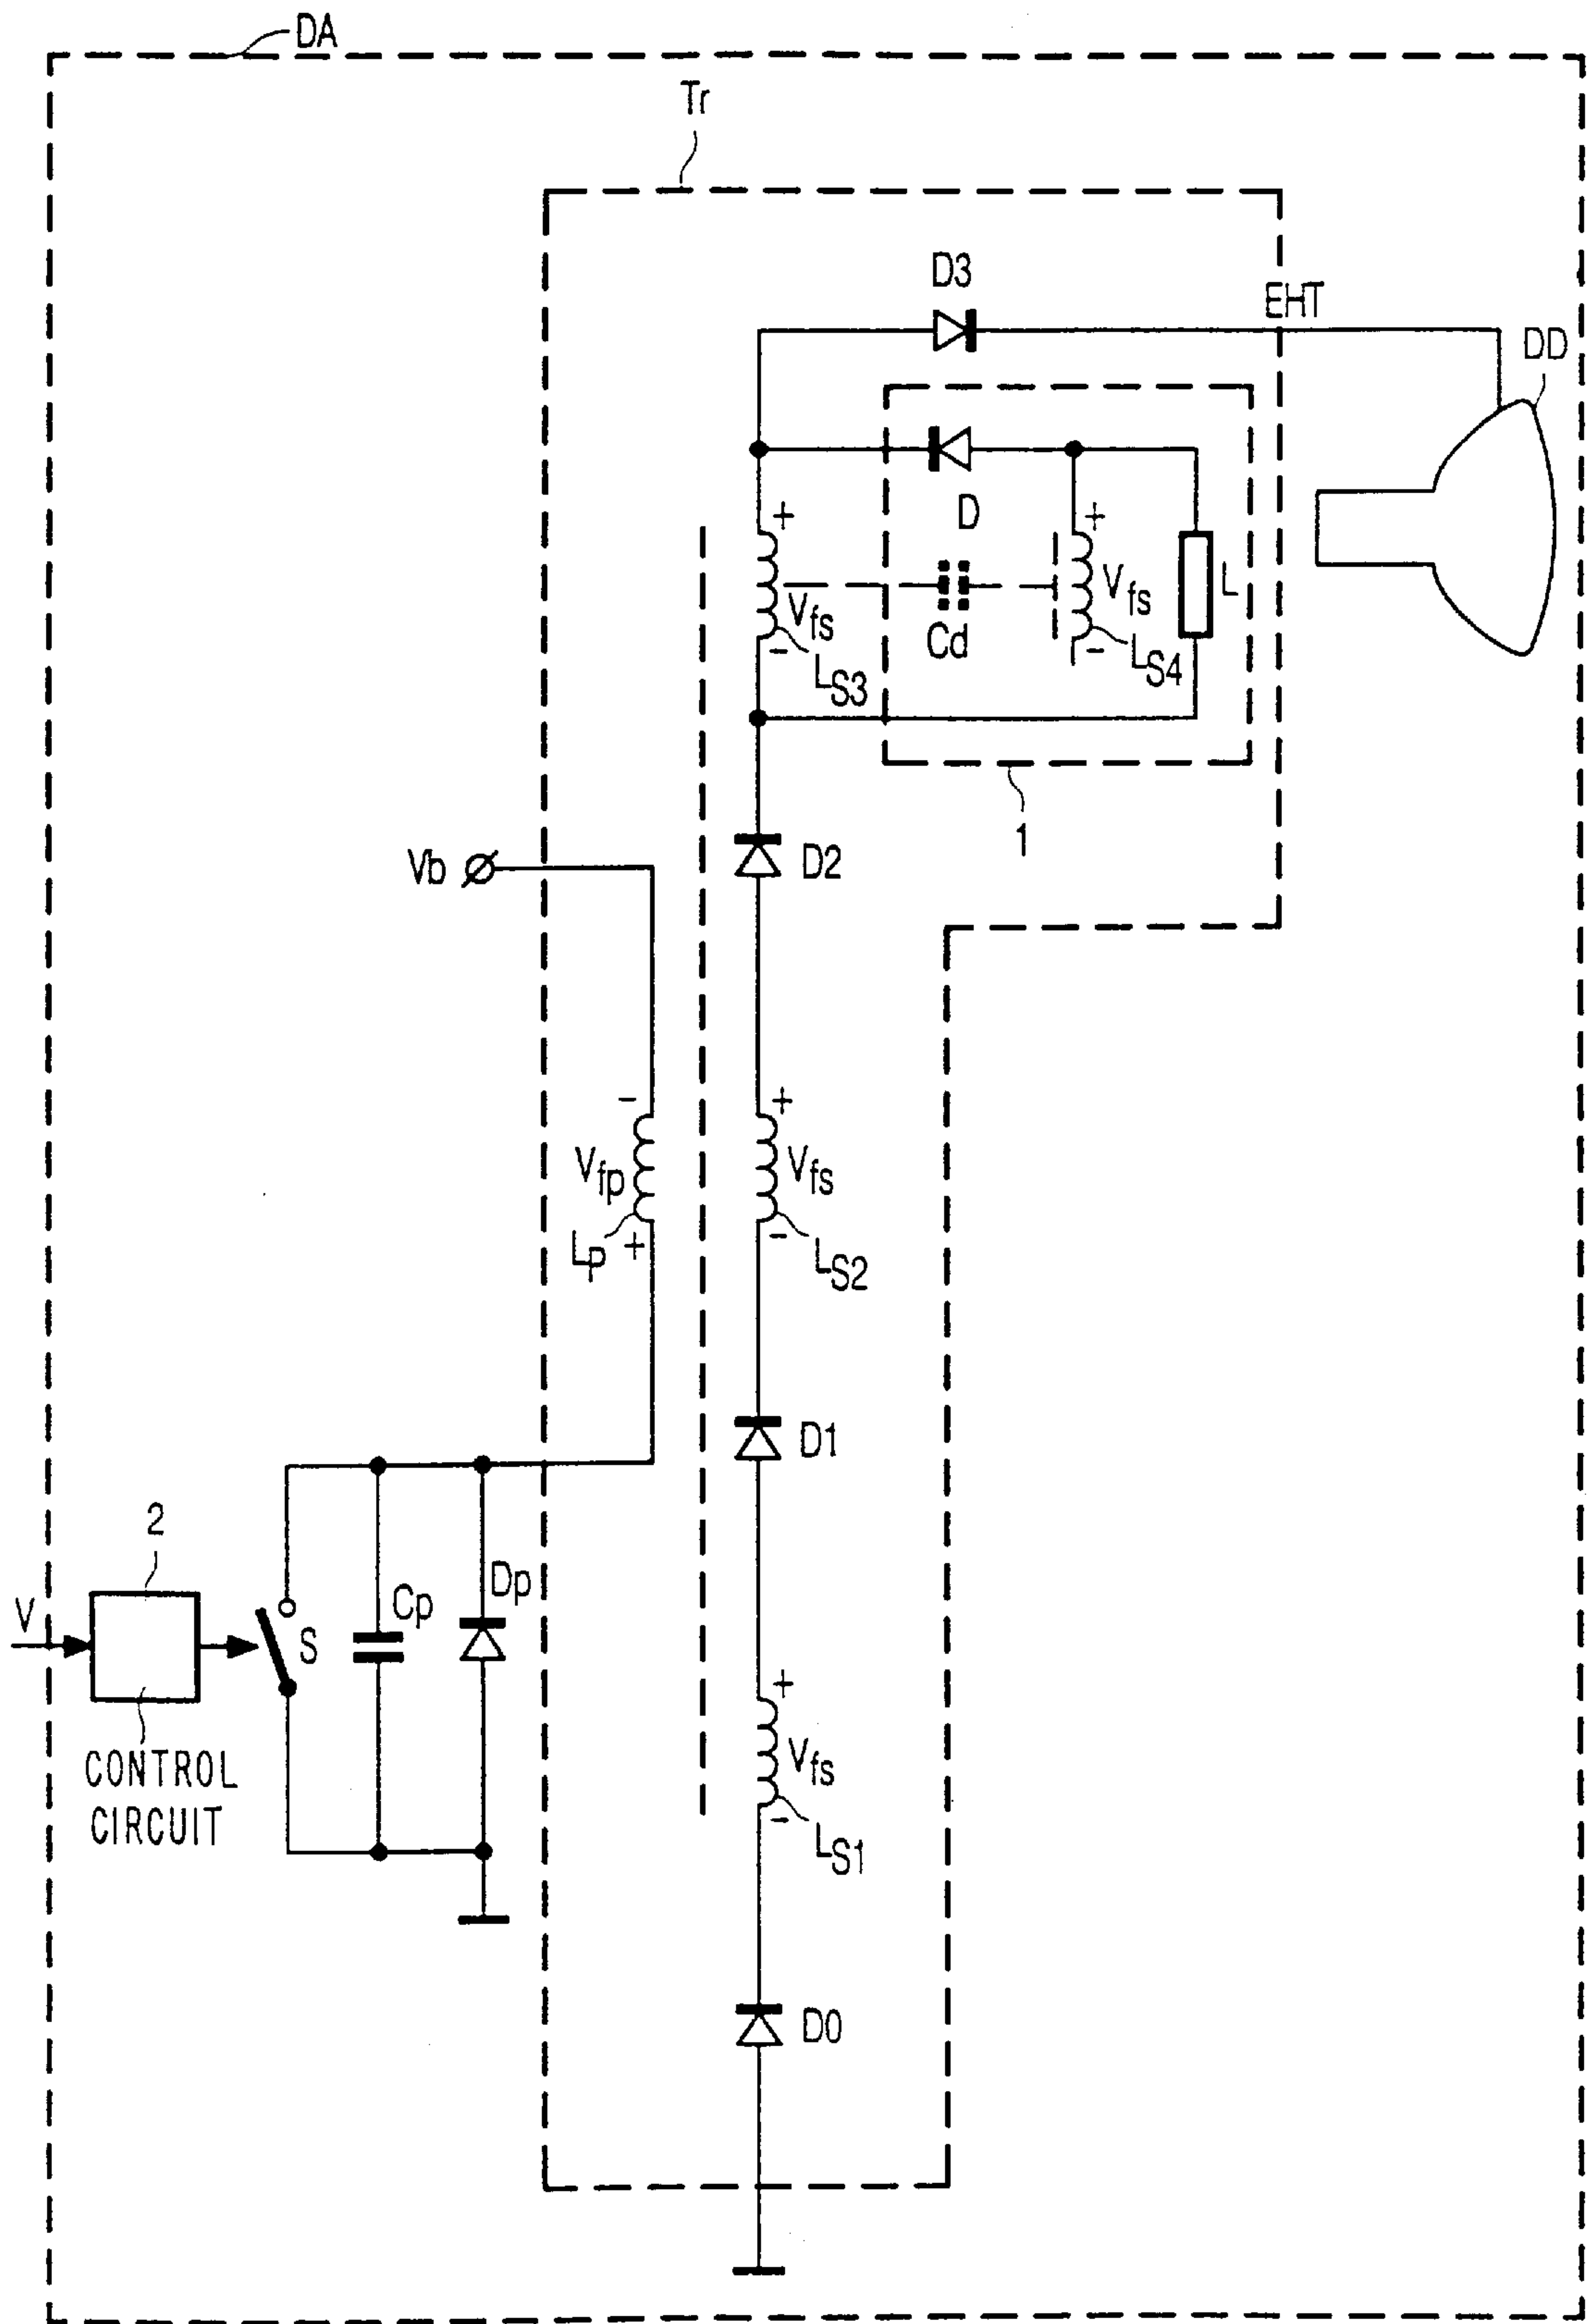 DA
Tr
D3
EHT
DD
D
+
+
Vfs
Cd
Vfs
L
-
LS3
-
LS4
1
Vb
D2
-
+
Vfp
Vfs
Lp
+
-
LS2
D1
2
V
S
Cp
Dp
CONTROL
CIRCUIT
+
Vfs
-
LS1
D0